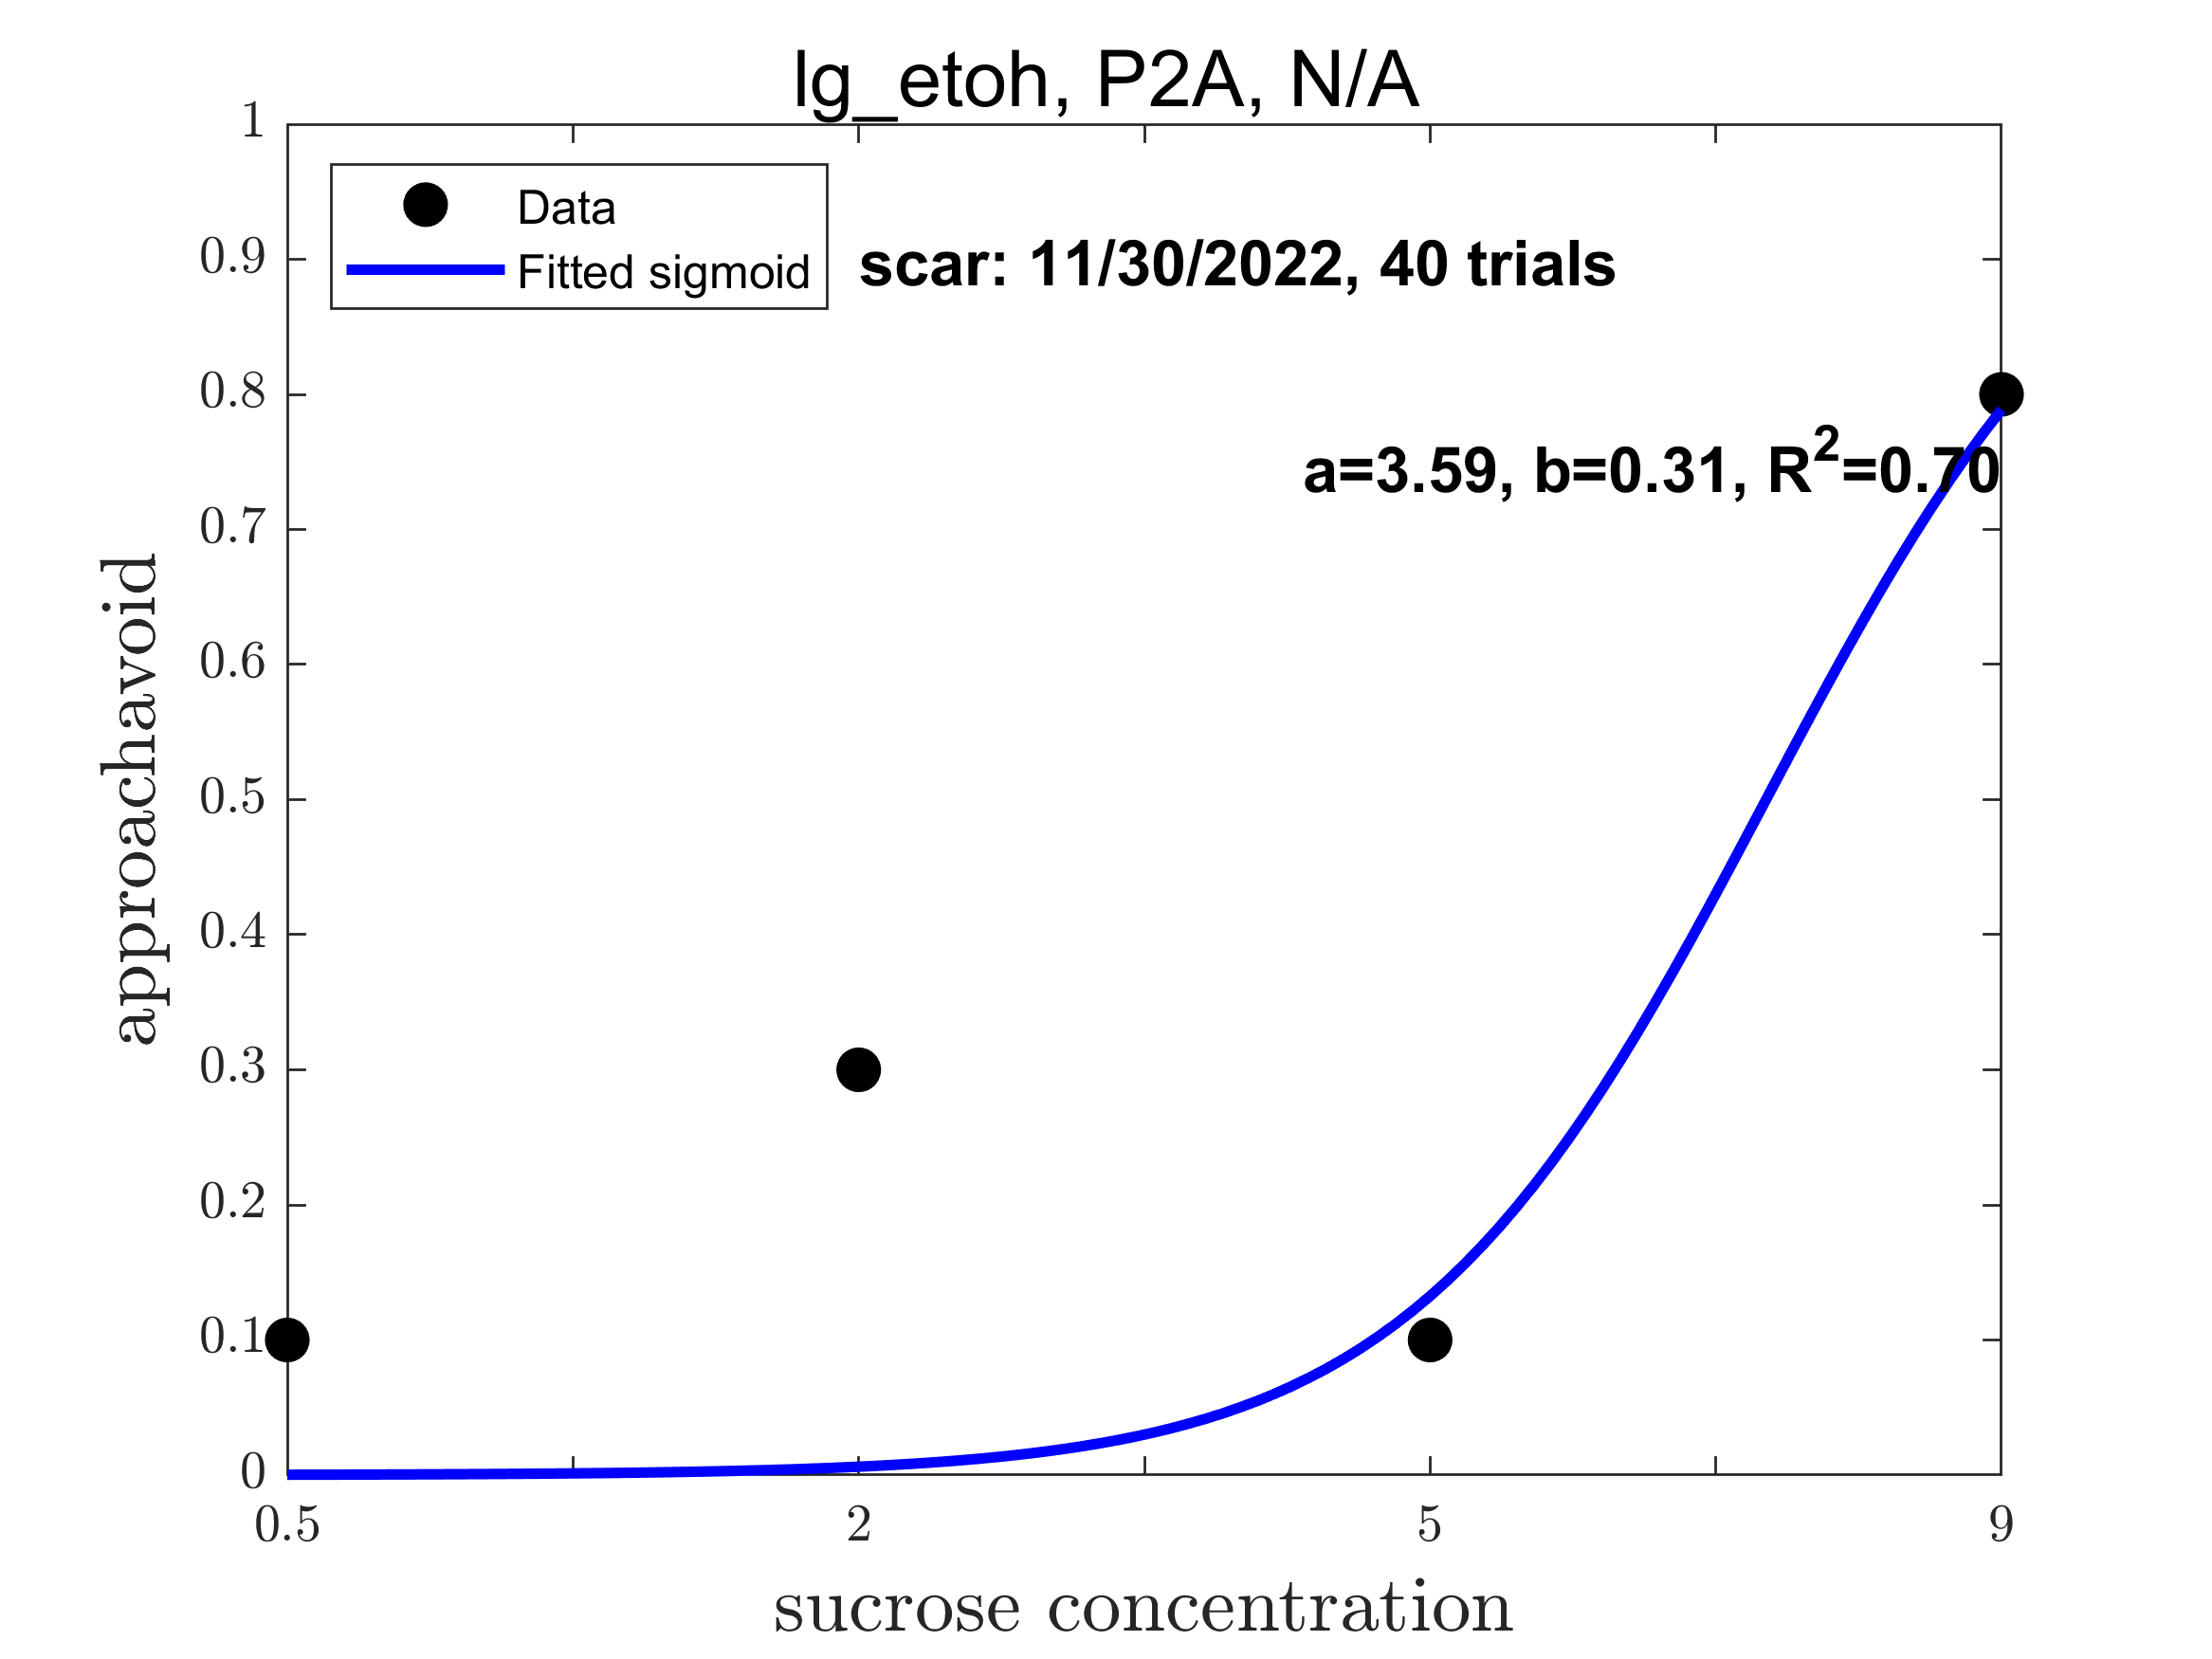 lg_etoh, P2A, N/A
1
Data
Fitted sigmoid
0.9
scar: 11/30/2022, 40 trials
0.8
a=3.59, b=0.31, R2=0.70
0.7
0.6
0.5
0.4
0.3
0.2
0.1
0
approachavoid
0.5 2 5 9
sucrose concentration